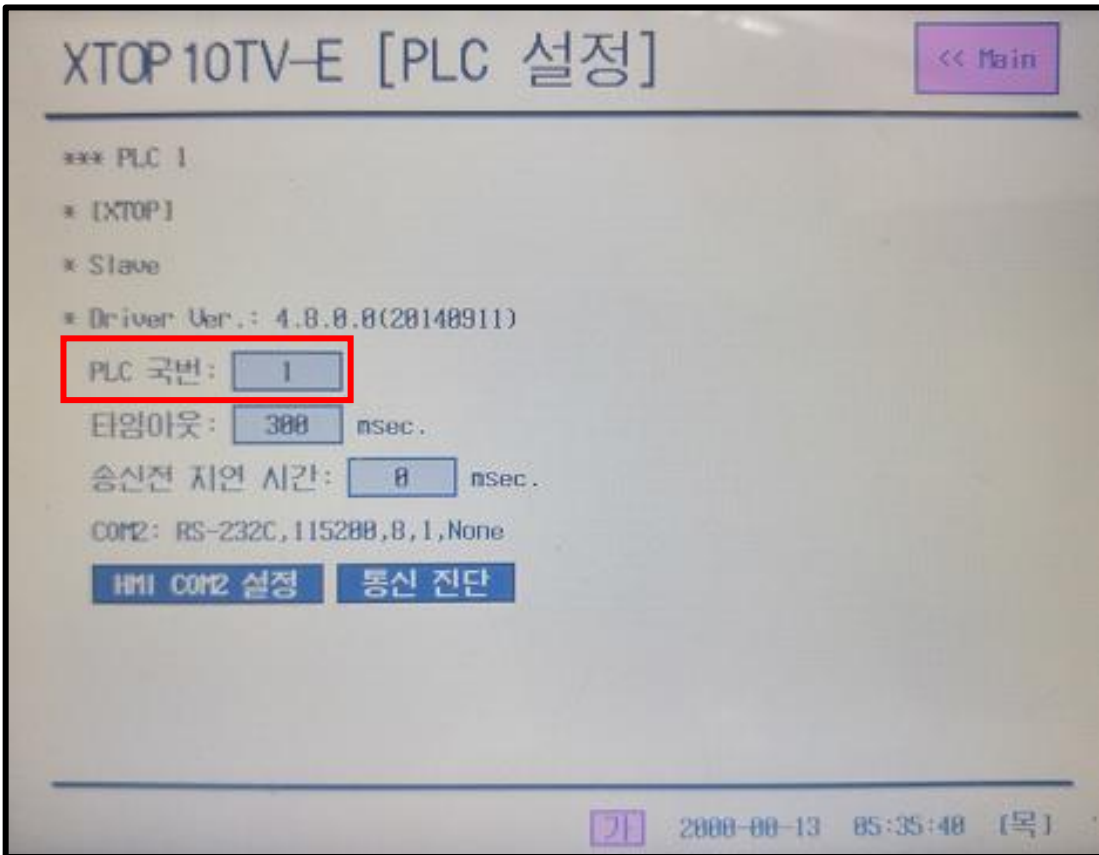 XTOP10TV-E [PLC 설정]
<< Main
*** PLC 1
* [XTOP]
* Slave
* Driver Ver.: 4.8.0.0(20140911)
PLC 국번: 1
타임아웃: 300 msec.
송신전 지연 시간: 0 msec.
COM2: RS-232C,115200,8,1,None
HMI COM2 설정 통신 진단
가 2000-00-13 05:35:40 [목]